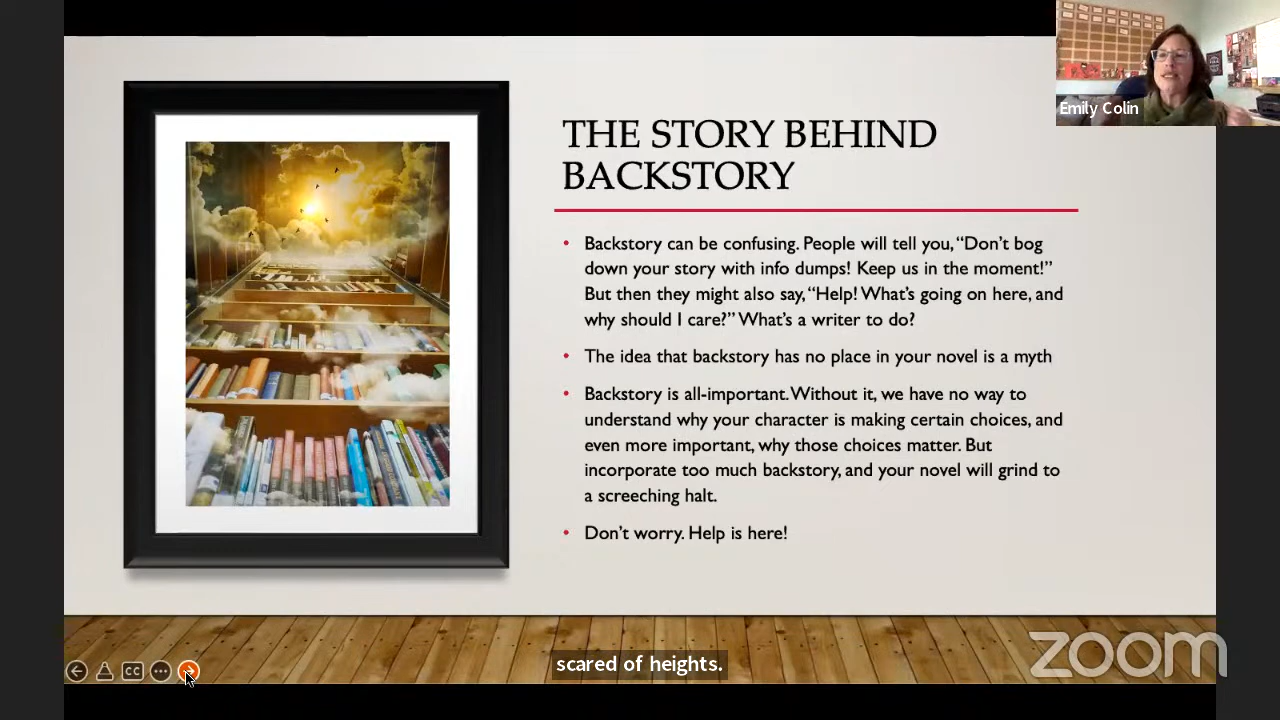 Emily Colin
THE STORY BEHIND
BACKSTORY
• Backstory can be confusing. People will tell you, “Don’t bog
down your story with info dumps! Keep us in the moment!”
But then they might also say, “Help! What’s going on here, and
why should I care?” What’s a writer to do?
• The idea that backstory has no place in your novel is a myth
• Backstory is all-important. Without it, we have no way to
understand why your character is making certain choices, and
even more important, why those choices matter. But
incorporate too much backstory, and your novel will grind to
a screeching halt.
• Don’t worry. Help is here!
CC
scared of heights.
zoom